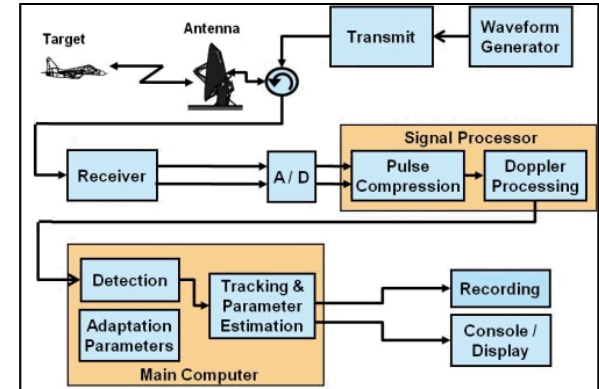 Target
Antenna
Transmit
Waveform
Generator
Signal Processor
Receiver
A / D
Pulse
Compression
Doppler
Processing
Detection
Tracking &
Parameter
Estimation
Adaptation
Parameters
Main Computer
Recording
Console /
Display